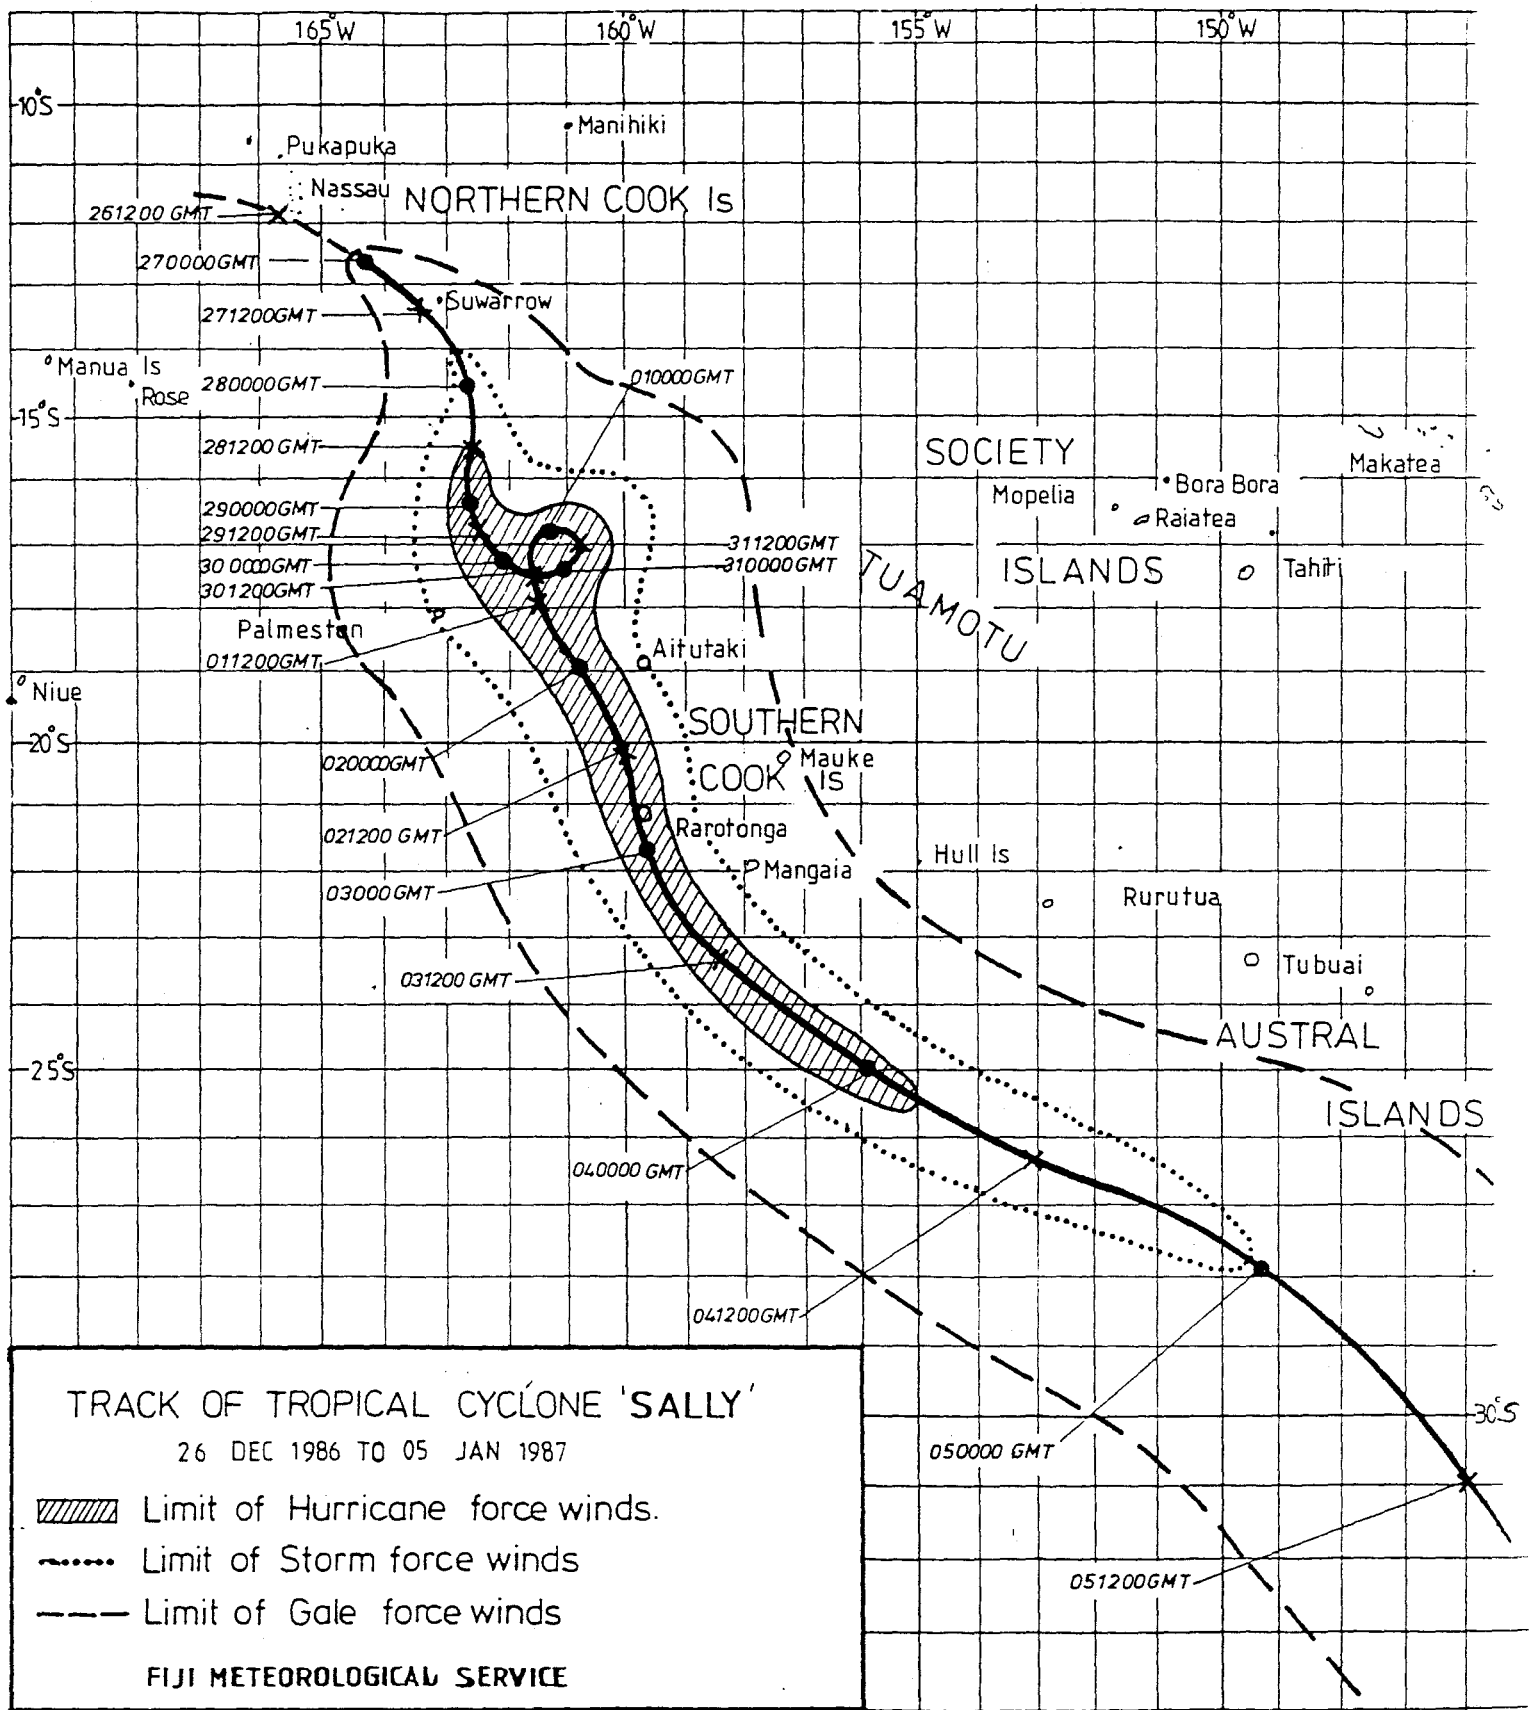 165°W 160°W 155°W 150°W
10°S
Manihiki
Pukapuka
Nassau
NORTHERN COOK Is
261200 GMT
270000GMT
Suwarrow
271200GMT
Manua Is
Rose
280000GMT
010000GMT
15°S
281200 GMT
SOCIETY
Makatea
Mopelia
Bora Bora
Raiatea
290000GMT
291200GMT
300000GMT
301200GMT
311200GMT
310000GMT
TUAMOTU
ISLANDS
Tahiti
Palmeston
011200GMT
Aitutaki
Niue
SOUTHERN
20°S
020000GMT
COOK Is
Mauke
021200 GMT
Rarotonga
Hull Is
Mangaia
03000GMT
Rurutua
031200 GMT
Tubuai
AUSTRAL
25°S
ISLANDS
040000 GMT
041200GMT
30°S
050000 GMT
051200GMT
TRACK OF TROPICAL CYCLONE 'SALLY'
26 DEC 1986 TO 05 JAN 1987
Limit of Hurricane force winds.
Limit of Storm force winds
Limit of Gale force winds
FIJI METEOROLOGICAL SERVICE